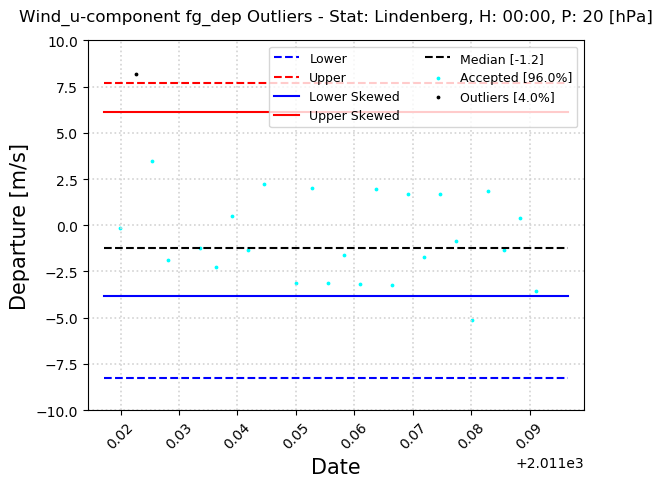 Wind_u-component fg_dep Outliers - Stat: Lindenberg, H: 00:00, P: 20 [hPa]
10.0
7.5
5.0
2.5
0.0
−2.5
−5.0
−7.5
−10.0
Departure [m/s]
Lower
Upper
Lower Skewed
Upper Skewed
Median [-1.2]
Accepted [96.0%]
Outliers [4.0%]
0.02
0.03
0.04
0.05
0.06
0.07
0.08
0.09
+2.011e3
Date